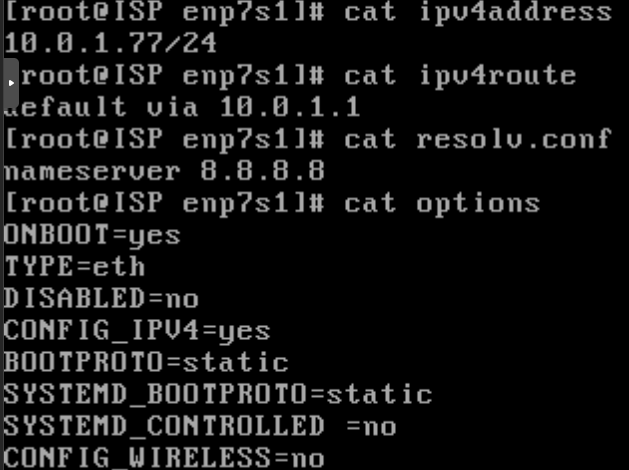 [root@ISP enp7s1]# cat ipv4address
10.0.1.77/24
[root@ISP enp7s1]# cat ipv4route
default via 10.0.1.1
[root@ISP enp7s1]# cat resolv.conf
nameserver 8.8.8.8
[root@ISP enp7s1]# cat options
ONBOOT=yes
TYPE=eth
DISABLED=no
CONFIG_IPV4=yes
BOOTPROTO=static
SYSTEMD_BOOTPROTO=static
SYSTEMD_CONTROLLED =no
CONFIG_WIRELESS=no